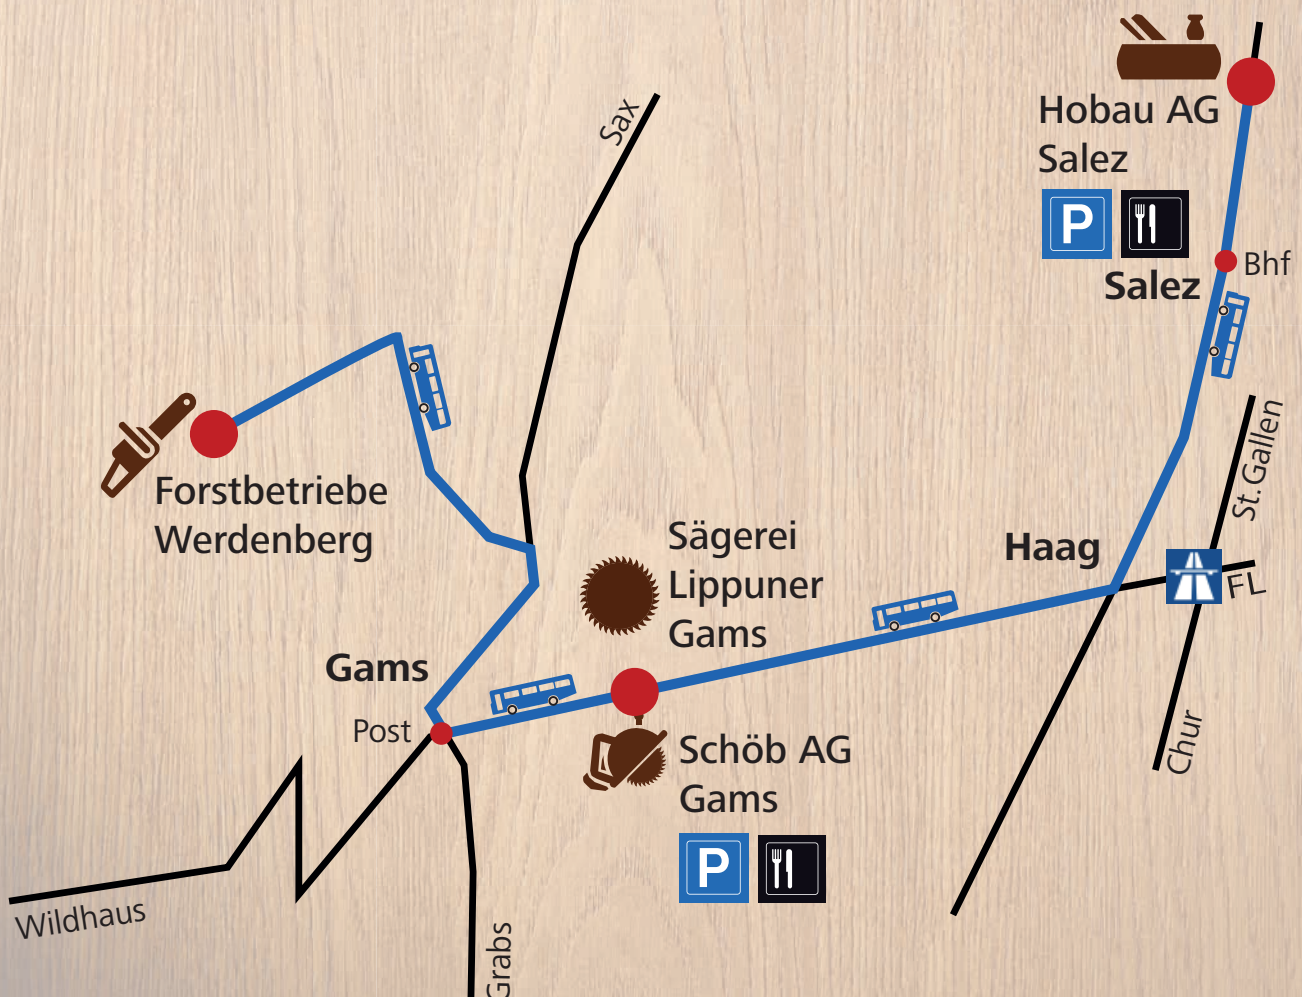 Sax
Hobau AG
Salez
P
Bhf
Salez
St.Gallen
Forstbetriebe
Werdenberg
Sägerei
Lippuner
Gams
Haag
FL
Gams
Post
Schöb AG
Gams
P
Chur
Wildhaus
Grabs